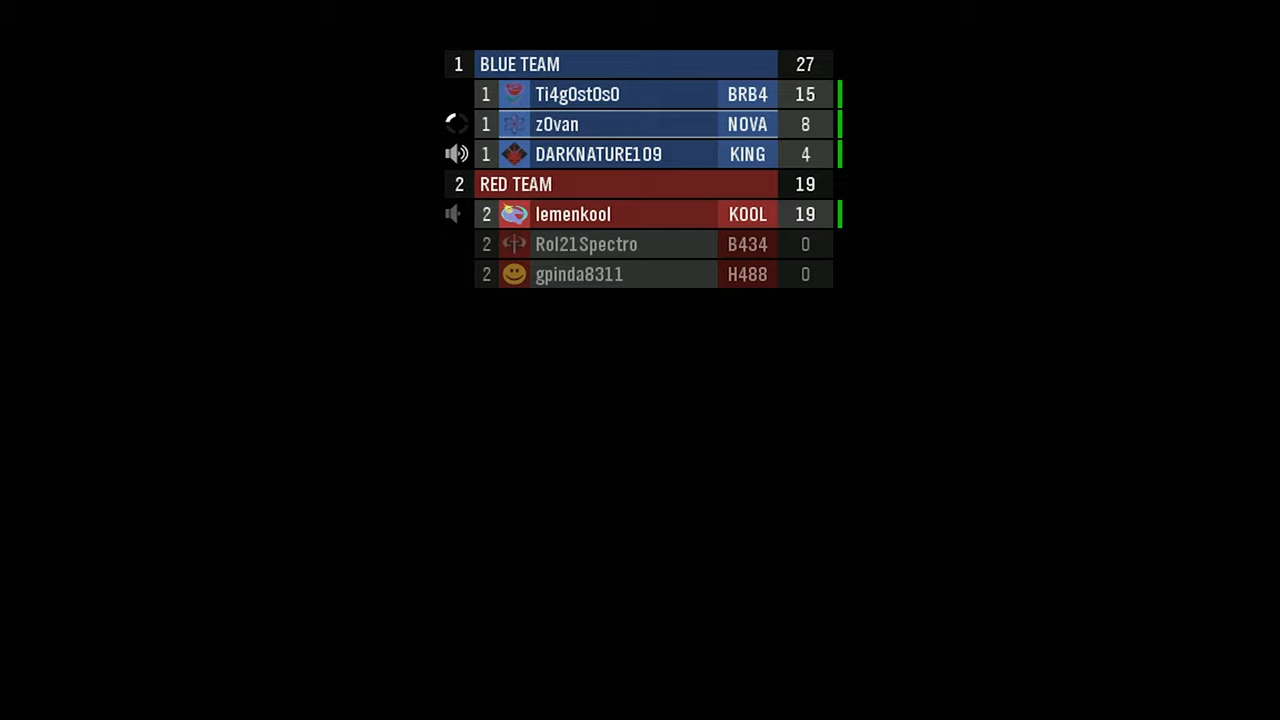 1 BLUE TEAM 27
1 Ti4g0st0s0 BRB4 15
1 z0van NOVA 8
1 DARKNATURE109 KING 4
2 RED TEAM 19
2 lemenkool KOOL 19
2 Rol21Spectro B434 0
2 gpinda8311 H488 0